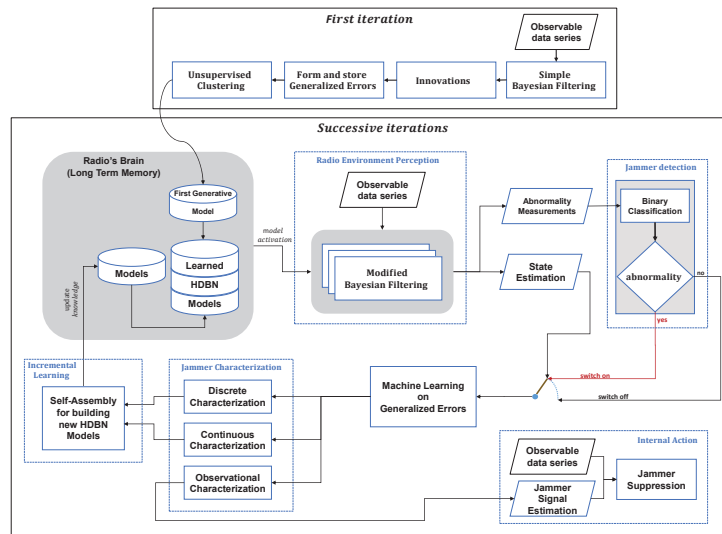 First iteration
Observable
data series
Unsupervised
Clustering
Form and store
Generalized Errors
Innovations
Simple
Bayesian Filtering
Successive iterations
Radio's Brain
(Long Term Memory)
First Generative
Model
Models
Learned
HDBN
Models
update
knowledge
model
activation
Radio Environment Perception
Observable
data series
Modified
Bayesian Filtering
Abnormality
Measurements
State
Estimation
Jammer detection
Binary
Classification
abnormality
no
yes
switch on
switch off
Incremental
Learning
Self-Assembly
for building
new HDBN
Models
Jammer Characterization
Discrete
Characterization
Continuous
Characterization
Observational
Characterization
Machine Learning
on
Generalized Errors
Internal Action
Observable
data series
Jammer
Signal
Estimation
Jammer
Suppression